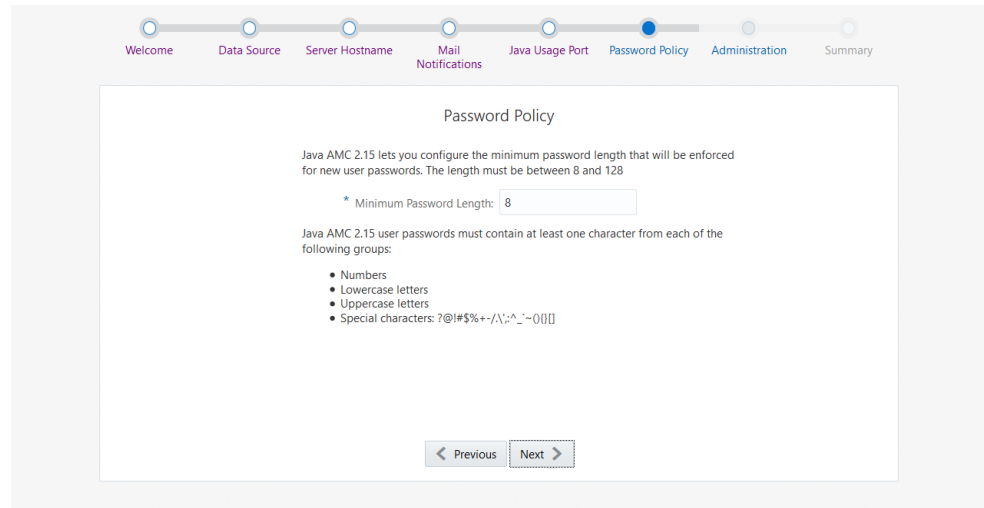 Welcome
Data Source
Server Hostname
Mail
Notifications
Java Usage Port
Password Policy
Administration
Summary
Password Policy
Java AMC 2.15 lets you configure the minimum password length that will be enforced
for new user passwords. The length must be between 8 and 128
* Minimum Password Length: 8
Java AMC 2.15 user passwords must contain at least one character from each of the
following groups:
• Numbers
• Lowercase letters
• Uppercase letters
• Special characters: ?@!#$%+-/.\',:^_`~(){}[]
Previous
Next